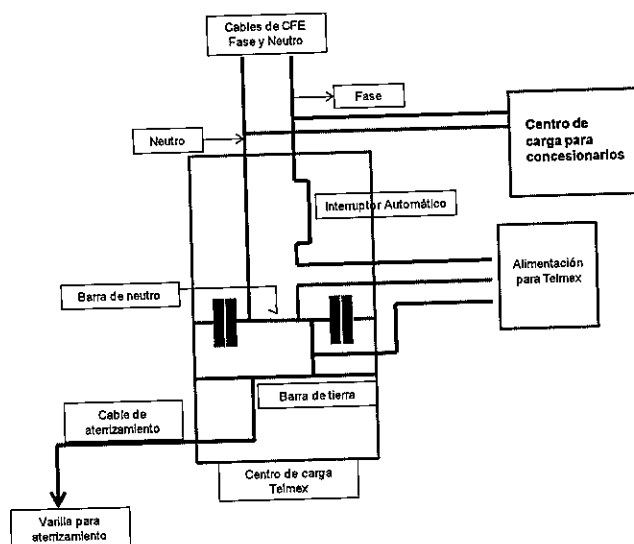 Cables de CFE
Fase y Neutro
Fase
Neutro
Centro de
carga para
concesionarios
Interruptor Automático
Alimentación
para Telmex
Barra de neutro
Cable de
aterrizamiento
Barra de tierra
Centro de carga
Telmex
Varilla para
aterrizamiento